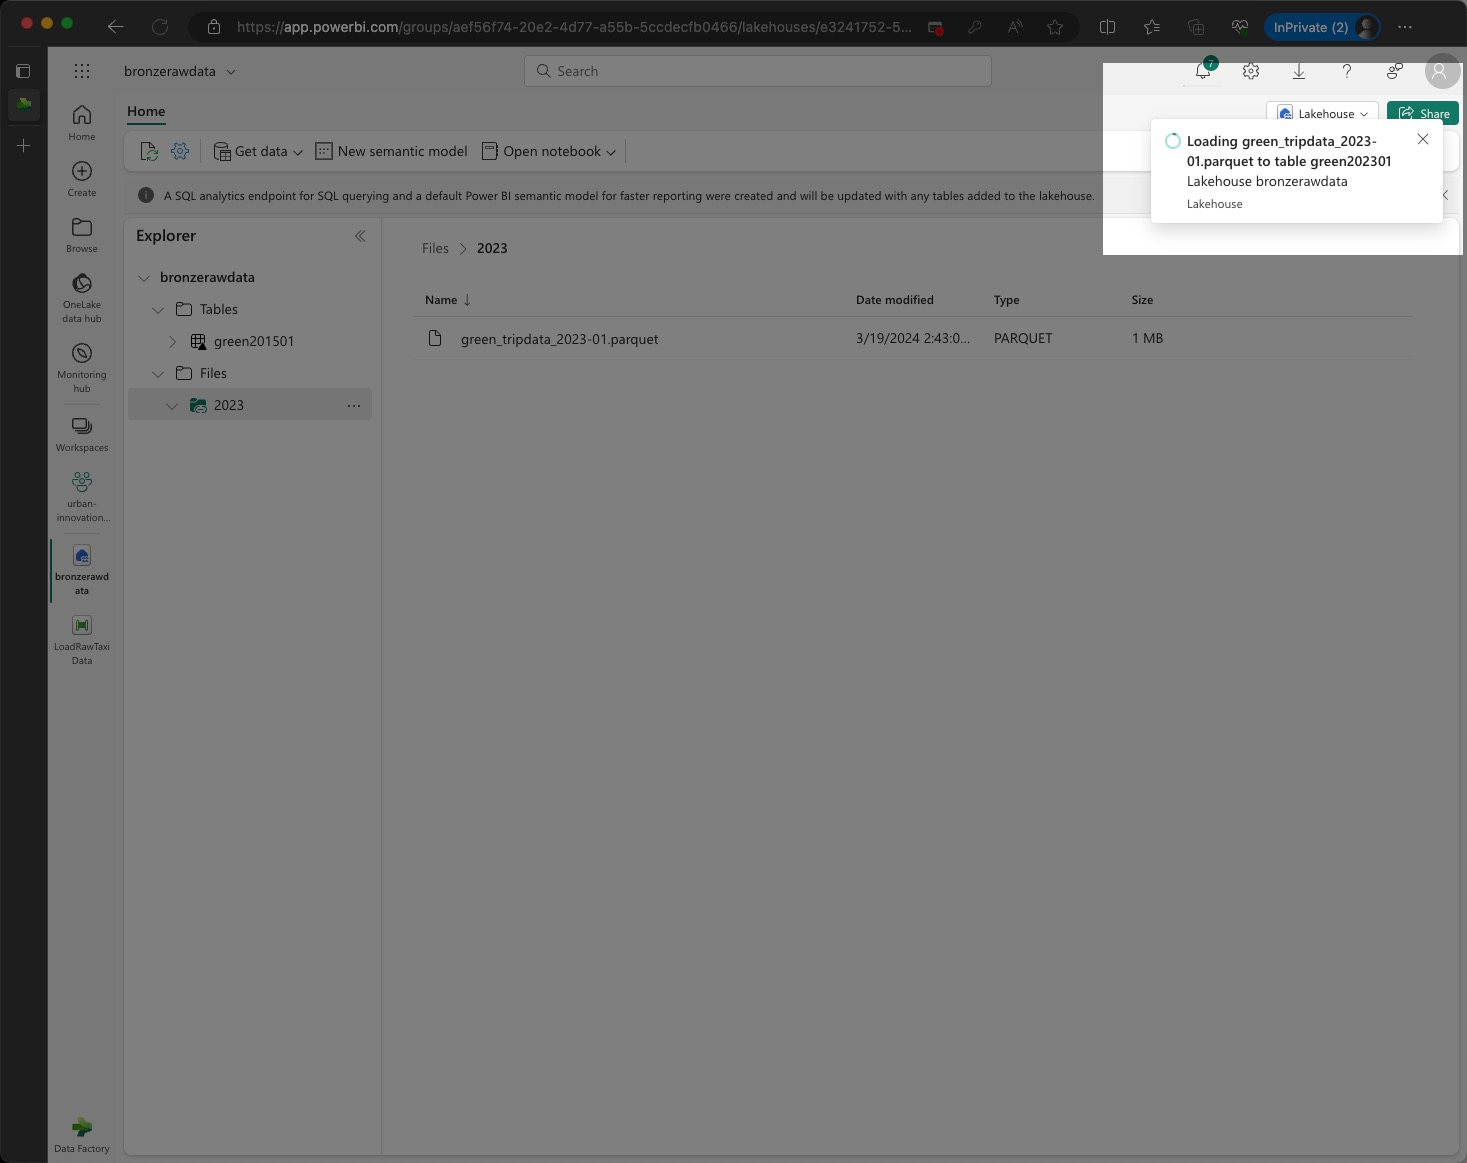 https://app.powerbi.com/groups/aef56f74-20e2-4d77-a55b-5ccdecfb0466/lakehouses/e3241752-5...
InPrivate (2)
bronzerawdata
Search
7
Home
Lakehouse
Share
Get data
New semantic model
Open notebook
Loading green_tripdata_2023-
01.parquet to table green202301
Lakehouse bronzerawdata
Lakehouse
A SQL analytics endpoint for SQL querying and a default Power BI semantic model for faster reporting were created and will be updated with any tables added to the lakehouse.
Home
Create
Browse
OneLake
data hub
Monitoring
hub
Workspaces
urban-
innovation...
bronzerawd
ata
LoadRawTaxi
Data
Data Factory
Explorer
bronzerawdata
Tables
green201501
Files
2023
Files
2023
Name
Date modified
Type
Size
green_tripdata_2023-01.parquet
3/19/2024 2:43:0...
PARQUET
1 MB